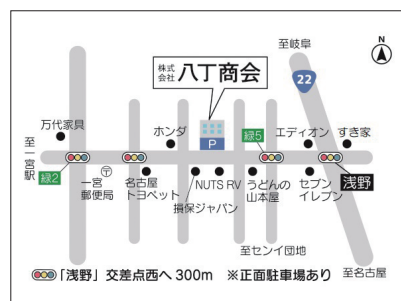 至岐阜
N
22
株式
会社
八丁商会
P
万代家具
ホンダ
緑5
エディオン
すき家
至一宮駅
緑2
〒
一宮
郵便局
名古屋
トヨペット
損保ジャパン
NUTS RV
うどんの
山本屋
セブン
イレブン
浅野
至センイ団地
至名古屋
「浅野」交差点西へ300m ※正面駐車場あり